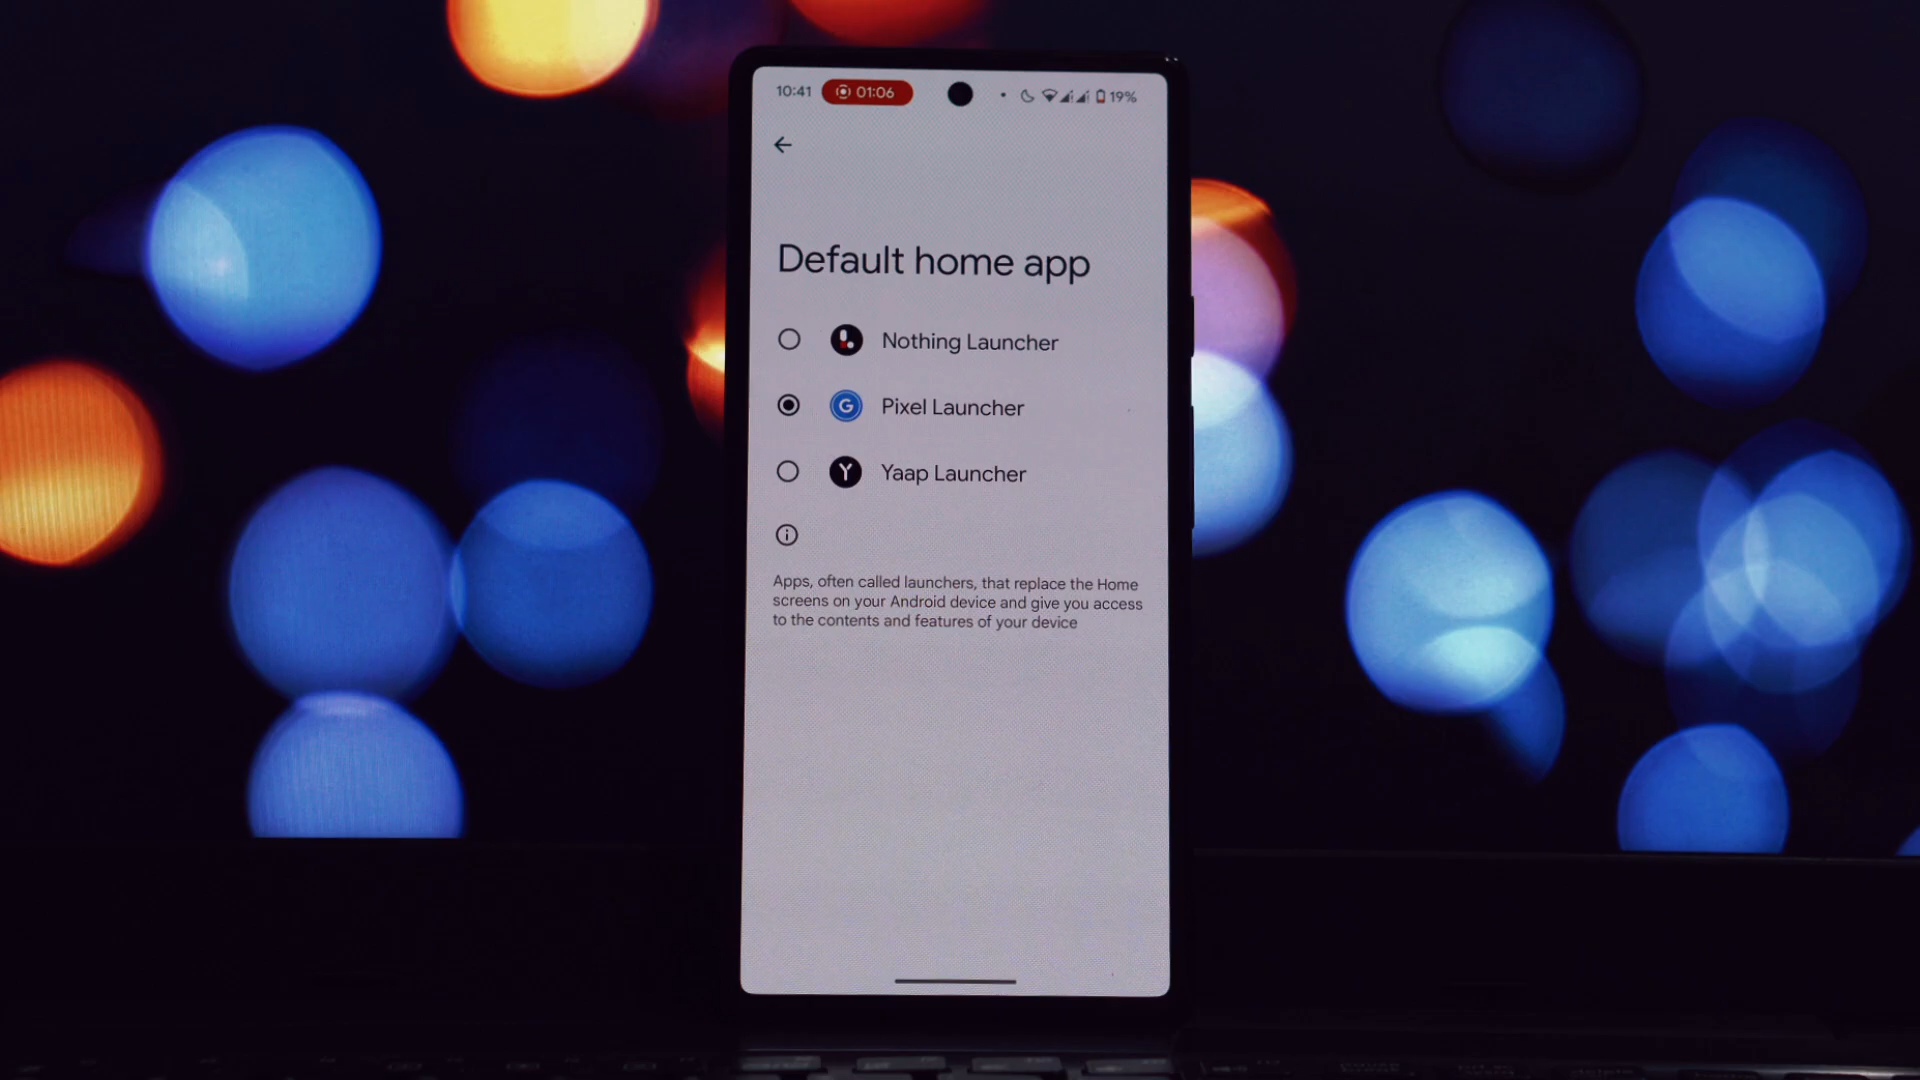 10:41 01:06 19%
Default home app
Nothing Launcher
G Pixel Launcher
Y Yaap Launcher
Apps, often called launchers, that replace the Home
screens on your Android device and give you access
to the contents and features of your device